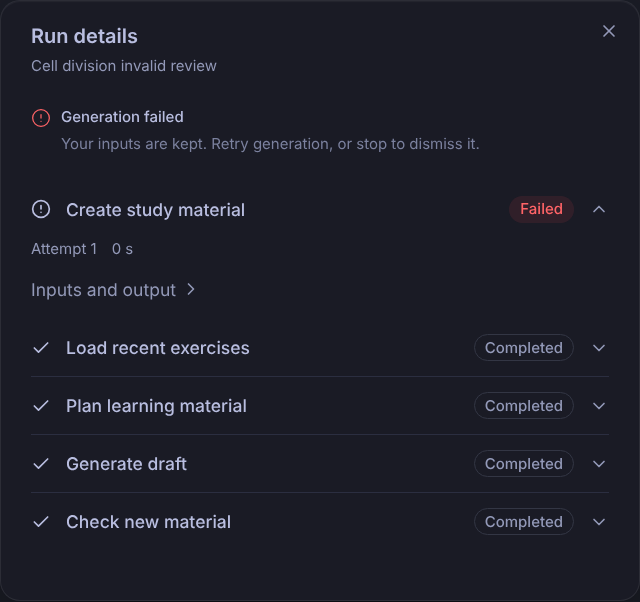 Run details
Cell division invalid review
Generation failed
Your inputs are kept. Retry generation, or stop to dismiss it.
Create study material Failed
Attempt 1 0 s
Inputs and output
Load recent exercises Completed
Plan learning material Completed
Generate draft Completed
Check new material Completed